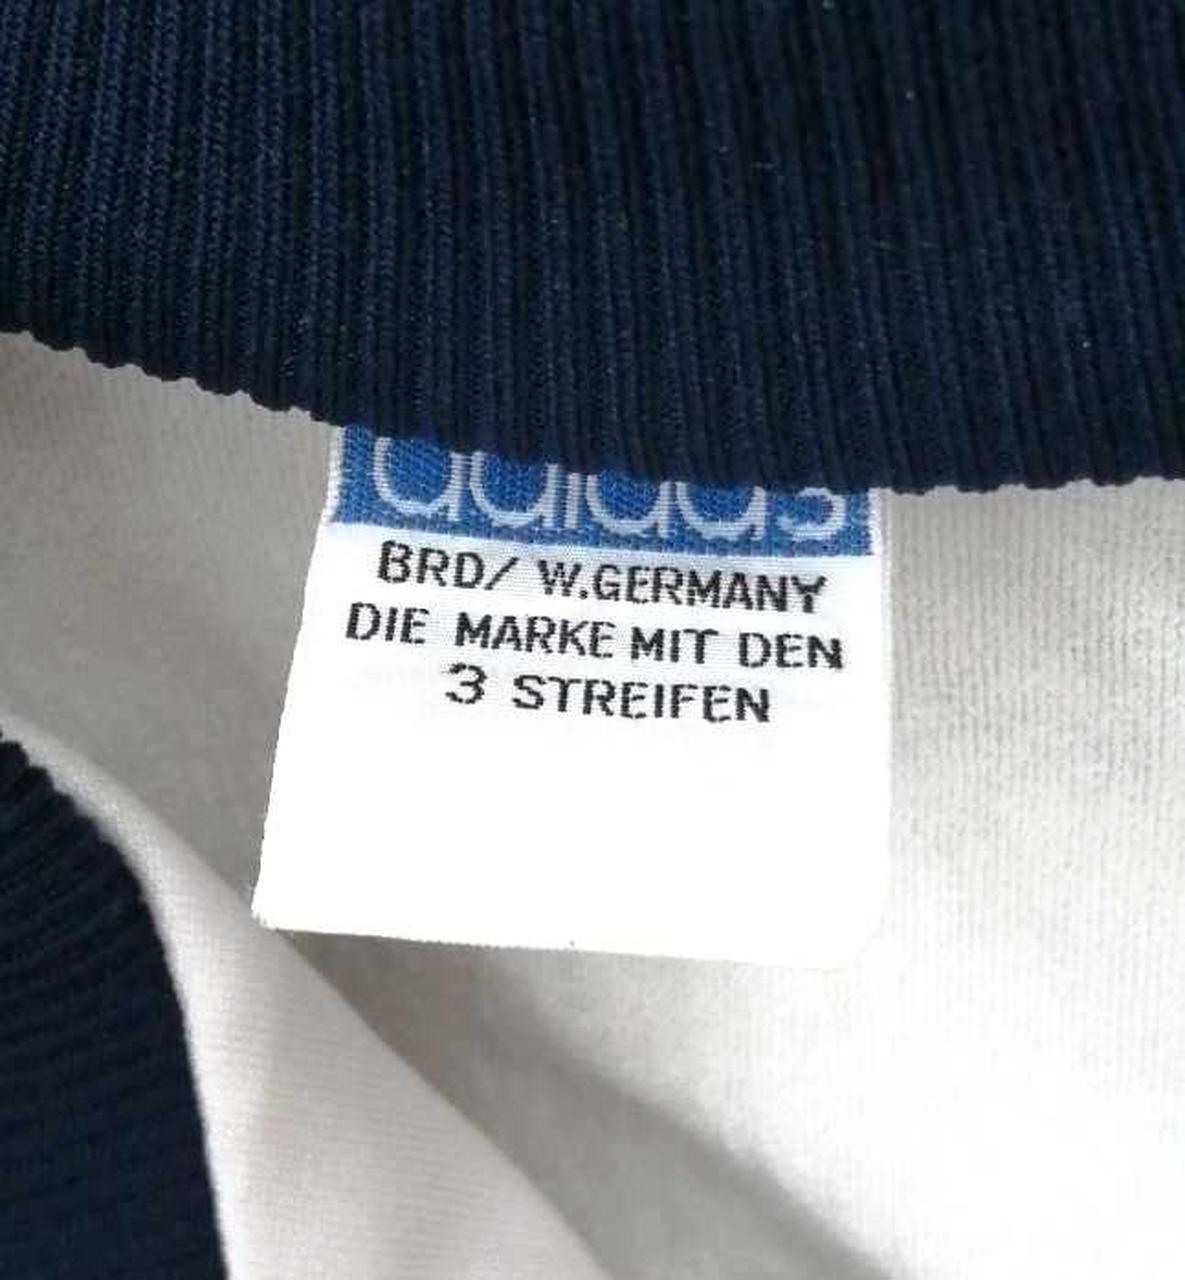 adidas
BRD/ W.GERMANY
DIE MARKE MIT DEN
3 STREIFEN